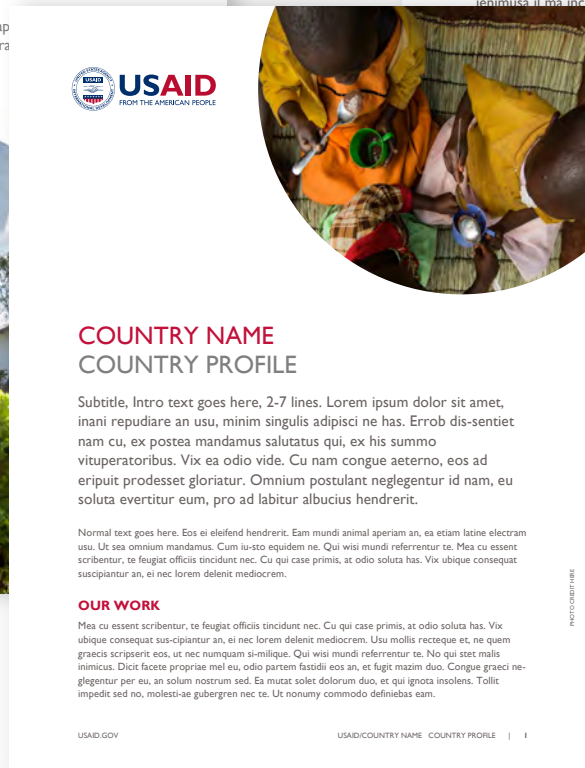 USAID
FROM THE AMERICAN PEOPLE
COUNTRY NAME
COUNTRY PROFILE
Subtitle, Intro text goes here, 2-7 lines. Lorem ipsum dolor sit amet,
inani repudiare an usu, minim singulis adipisci ne has. Errob dis-sentiet
nam cu, ex postea mandamus salutatus qui, ex his summo
vituperatoribus. Vix ea odio vide. Cu nam congue aeterno, eos ad
eripuit prodesset gloriatur. Omnium postulant neglegentur id nam, eu
soluta evertitur eum, pro ad labitur albucius hendrerit.
Normal text goes here. Eos ei eleifend hendrerit. Eam mundi animal aperiam an, ea etiam latine electram
usu. Ut sea omnium mandamus. Cum iu-sto equidem ne. Qui wisi mundi referrentur te. Mea cu essent
scribentur, te feugiat officiis tincidunt nec. Cu qui case primis, at odio soluta has. Vix ubique consequat
suscipiantur an, ei nec lorem delenit mediocrem.
PHOTO CREDIT HERE
OUR WORK
Mea cu essent scribentur, te feugiat officiis tincidunt nec. Cu qui case primis, at odio soluta has. Vix
ubique consequat sus-cipiantur an, ei nec lorem delenit mediocrem. Usu mollis recteque et, ne quem
graecis scripserit eos, ut nec numquam si-milique. Qui wisi mundi referrentur te. No qui stet malis
inimicus. Dicit facete propriae mel eu, odio partem fastidii eos an, et fugit mazim duo. Congue graeci ne-
glegentur per eu, an solum nostrum sed. Ea mutat solet dolorum duo, et qui ignota insolens. Tollit
impedit sed no, molesti-ae gubergren nec te. Ut nonumy commodo definiebas eam.
USAID.GOV
USAID/COUNTRY NAME COUNTRY PROFILE | 1